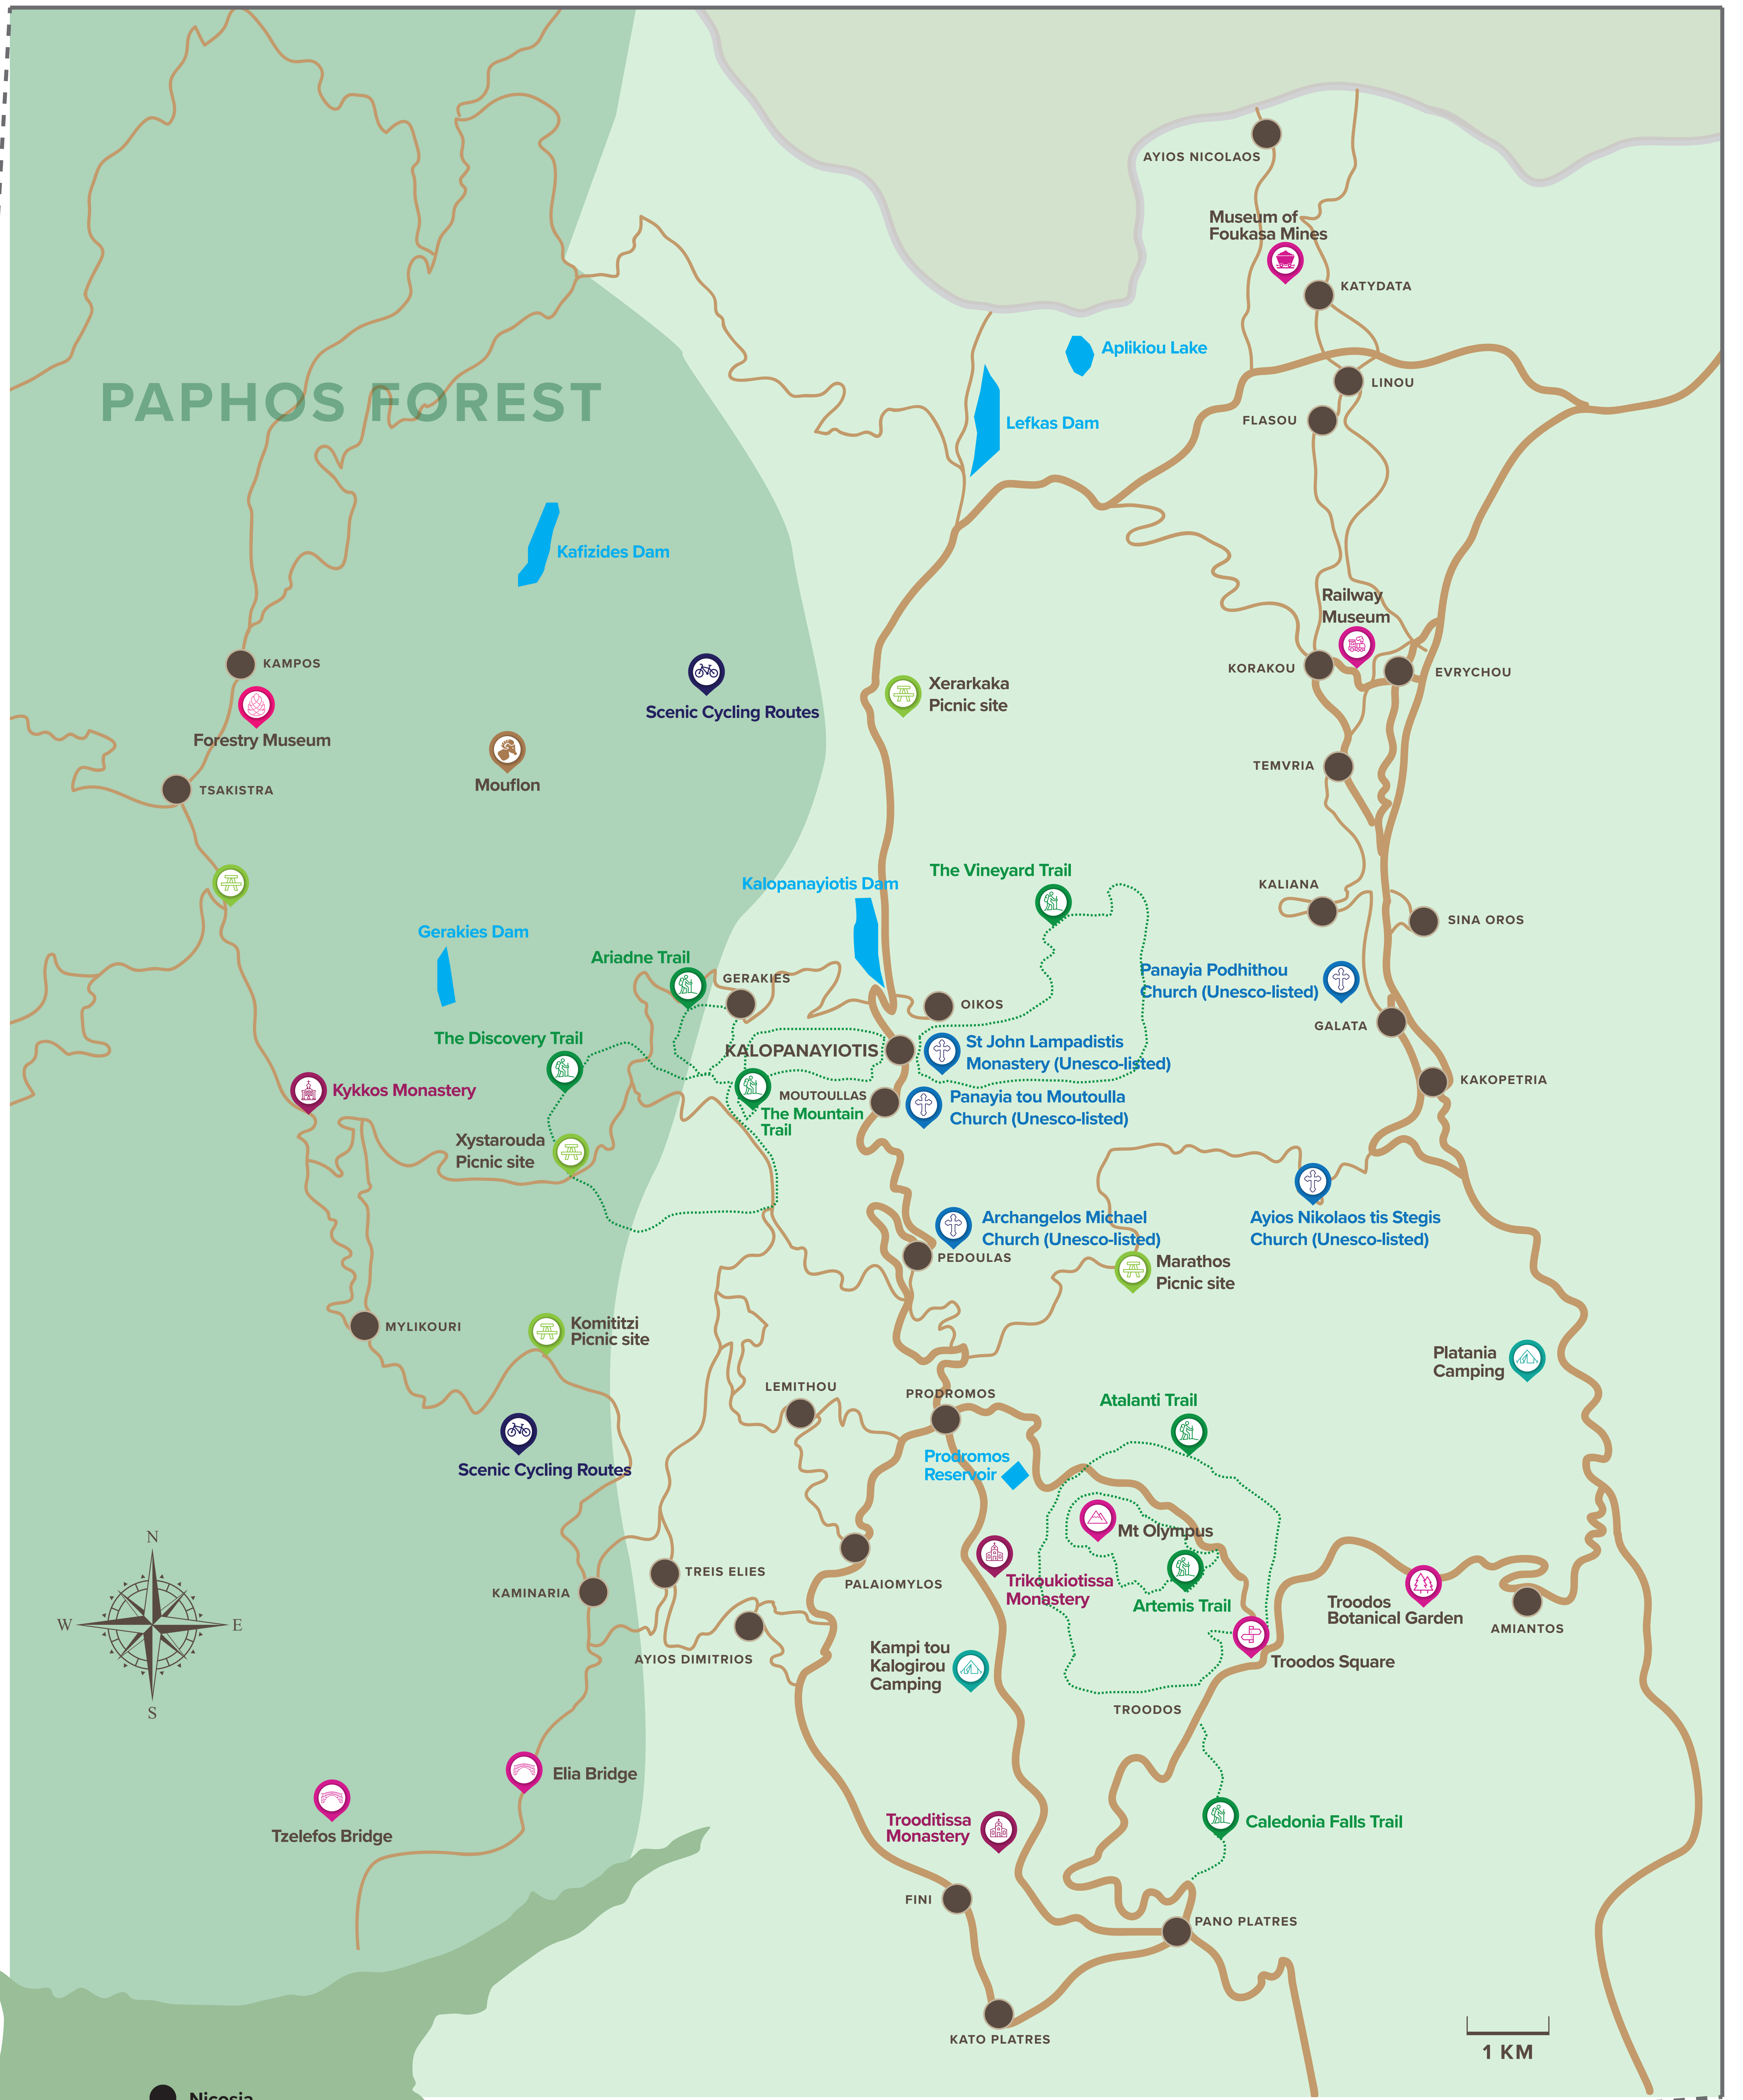 AYIOS NICOLAOS
Museum of
Foukasa Mines
KATYDATA
Aplikiou Lake
LINOU
PAPHOS FOREST
Lefkas Dam
FLASOU
Kafizides Dam
Railway
Museum
KAMPOS
KORAKOU
EVRYCHOU
Xerarkaka
Picnic site
Scenic Cycling Routes
Forestry Museum
TEMVRIA
Mouflon
TSAKISTRA
The Vineyard Trail
Kalopanayiotis Dam
KALIANA
SINA OROS
Gerakies Dam
Ariadne Trail
GERAKIES
Panayia Podhithou
Church (Unesco-listed)
OIKOS
GALATA
The Discovery Trail
KALOPANAYIOTIS
St John Lampadistis
Monastery (Unesco-listed)
KAKOPETRIA
Kykkos Monastery
MOUTOULLAS
Panayia tou Moutoulla
Church (Unesco-listed)
The Mountain
Trail
Xystarouda
Picnic site
Archangelos Michael
Church (Unesco-listed)
Ayios Nikolaos tis Stegis
Church (Unesco-listed)
PEDOULAS
Marathos
Picnic site
MYLIKOURI
Komititzi
Picnic site
Platania
Camping
LEMITHOU
PRODROMOS
Atalanti Trail
Prodromos
Reservoir
Scenic Cycling Routes
Mt Olympus
N
W
E
S
TREIS ELIES
KAMINARIA
PALAIOMYLOS
Trikoukiotissa
Monastery
Artemis Trail
Troodos
Botanical Garden
AMIANTOS
AYIOS DIMITRIOS
Kampi tou
Kalogirou
Camping
Troodos Square
TROODOS
Elia Bridge
Tzelefos Bridge
Trooditissa
Monastery
Caledonia Falls Trail
FINI
PANO PLATRES
KATO PLATRES
1 KM
Nicosia